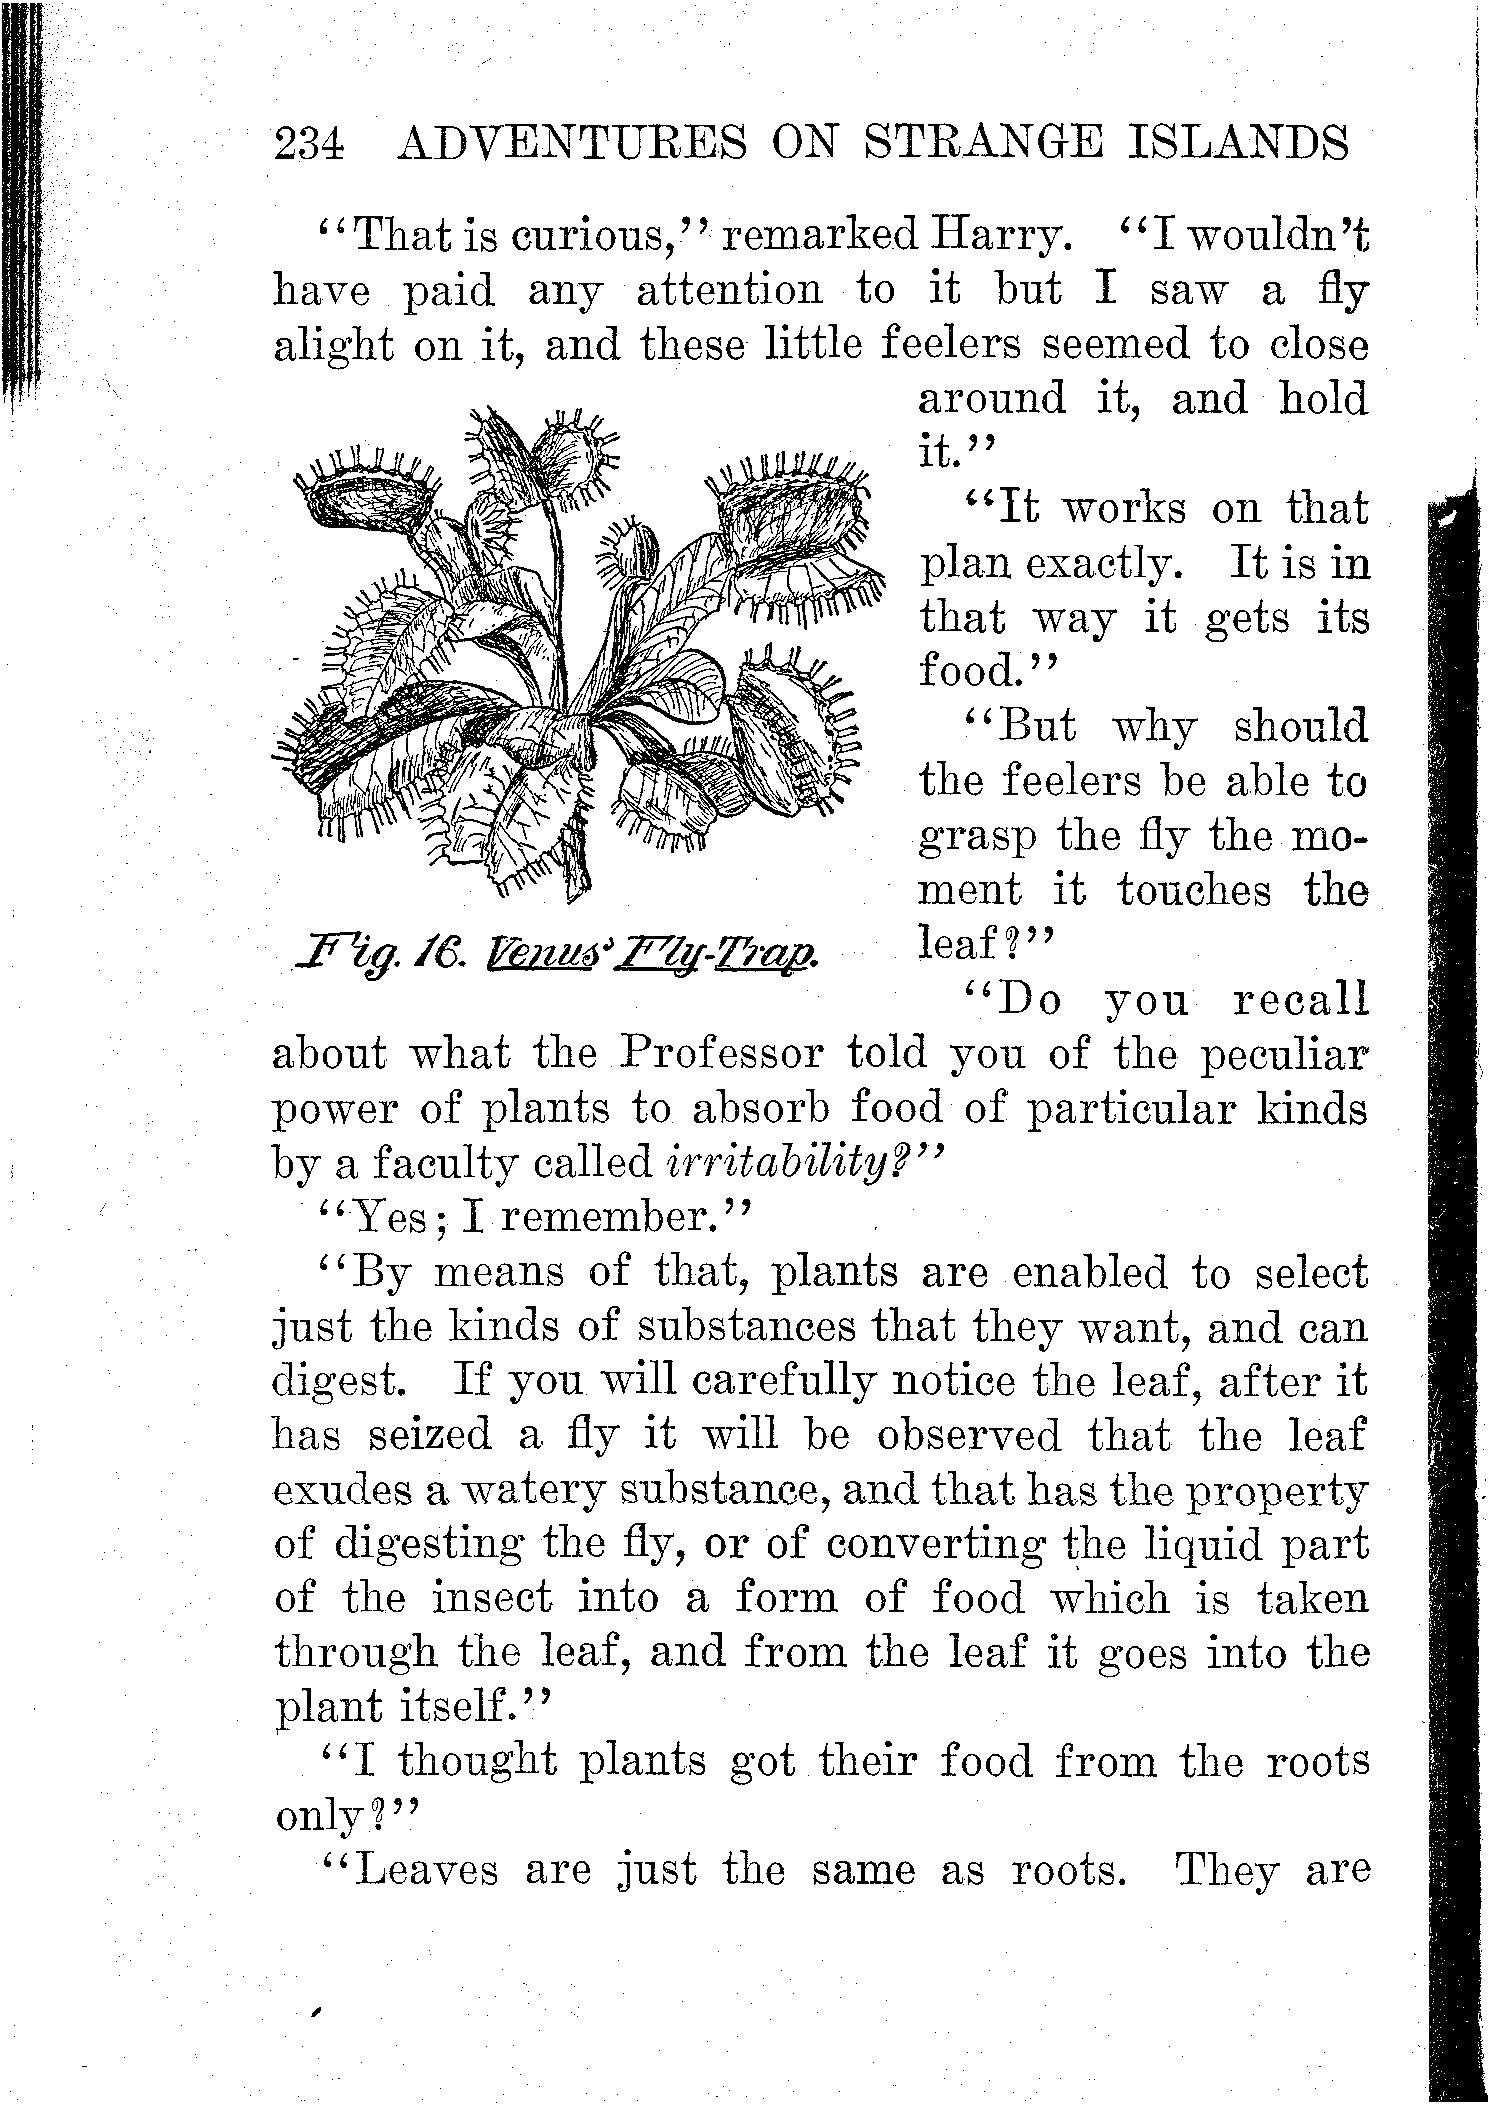 234 ADVENTURES ON STRANGE ISLANDS
"That is curious," remarked Harry. "I wouldn't
have paid any attention to it but I saw a fly
alight on it, and these little feelers seemed to close
around it, and hold
it."
"It works on that
plan exactly. It is in
that way it gets its
food."
"But why should
the feelers be able to
grasp the fly the mo-
ment it touches the
leaf?"
"Do you recall
Fig. 16. Venus' Fly-Trap.
about what the Professor told you of the peculiar
power of plants to absorb food of particular kinds
by a faculty called irritability?"
"Yes; I remember."
"By means of that, plants are enabled to select
just the kinds of substances that they want, and can
digest. If you will carefully notice the leaf, after it
has seized a fly it will be observed that the leaf
exudes a watery substance, and that has the property
of digesting the fly, or of converting the liquid part
of the insect into a form of food which is taken
through the leaf, and from the leaf it goes into the
plant itself."
"I thought plants got their food from the roots
only?"
"Leaves are just the same as roots. They are